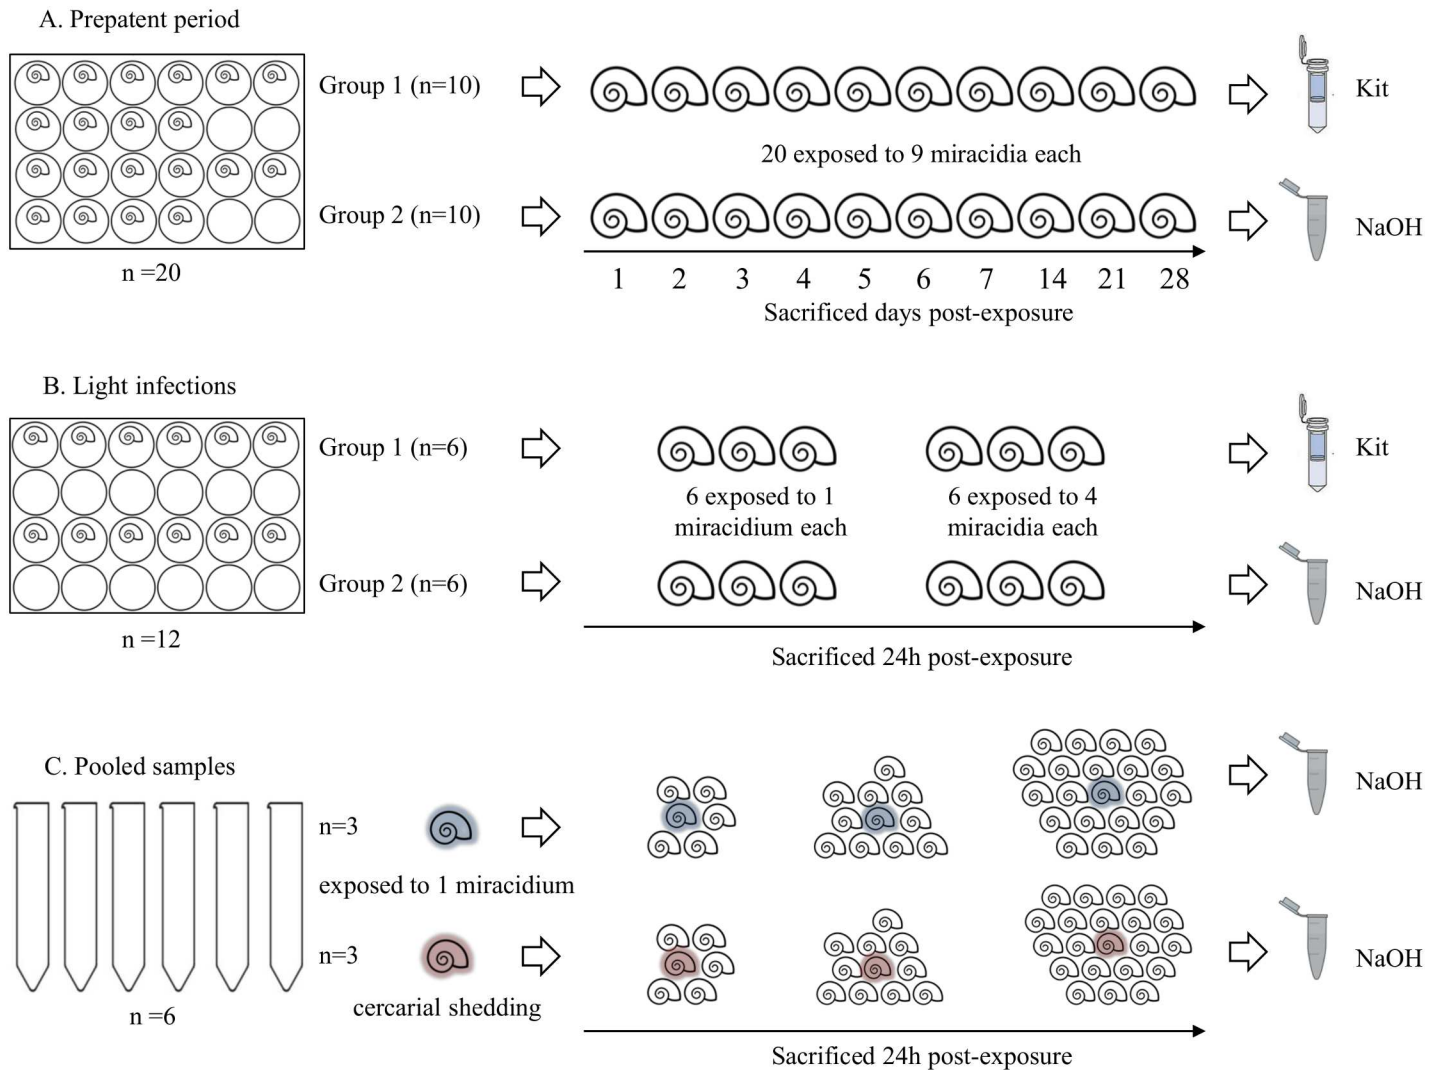 A. Prepatent period
Group 1 (n=10)
Kit
20 exposed to 9 miracidia each
Group 2 (n=10)
NaOH
n =20
1 2 3 4 5 6 7 14 21 28
Sacrificed days post-exposure
B. Light infections
Group 1 (n=6)
Kit
6 exposed to 1
miracidium each
6 exposed to 4
miracidia each
Group 2 (n=6)
NaOH
n =12
Sacrificed 24h post-exposure
C. Pooled samples
n=3
NaOH
exposed to 1 miracidium
n=3
NaOH
cercarial shedding
n =6
Sacrificed 24h post-exposure